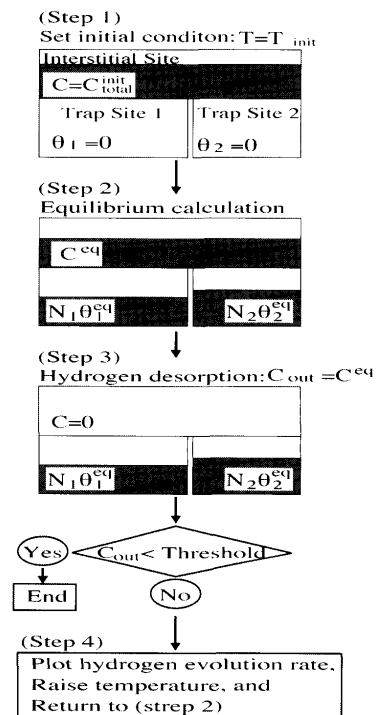 (Step 1)
Set initial conditon: T=T init
Interstitial Site
C=C init total
Trap Site 1
Trap Site 2
θ1=0
θ2=0
(Step 2)
Equilibrium calculation
C eq
N1θ1 eq
N2θ2 eq
(Step 3)
Hydrogen desorption: C out =C eq
C=0
N1θ1 eq
N2θ2 eq
Yes
Cout< Threshold
End
No
(Step 4)
Plot hydrogen evolution rate,
Raise temperature, and
Return to (strep 2)